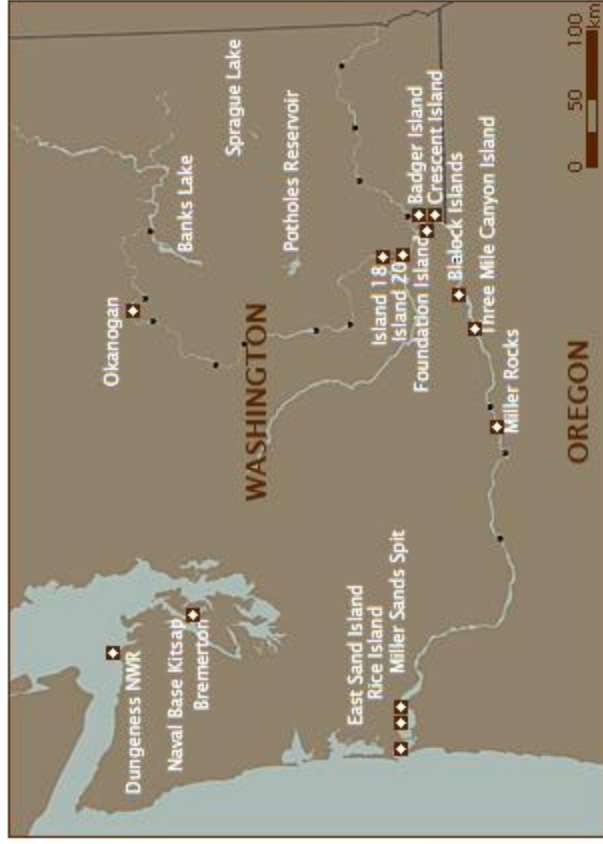 Dungeness NWR
Naval Base Kitsap
Bremerton
Okanogan
Banks Lake
Sprague Lake
Potholes Reservoir
WASHINGTON
East Sand Island
Rice Island
Miller Sands Spit
Island 18
Island 20
Foundation Island
Badger Island
Crescent Island
Blalock Islands
Three Mile Canyon Island
Miller Rocks
OREGON
0 50 100
km